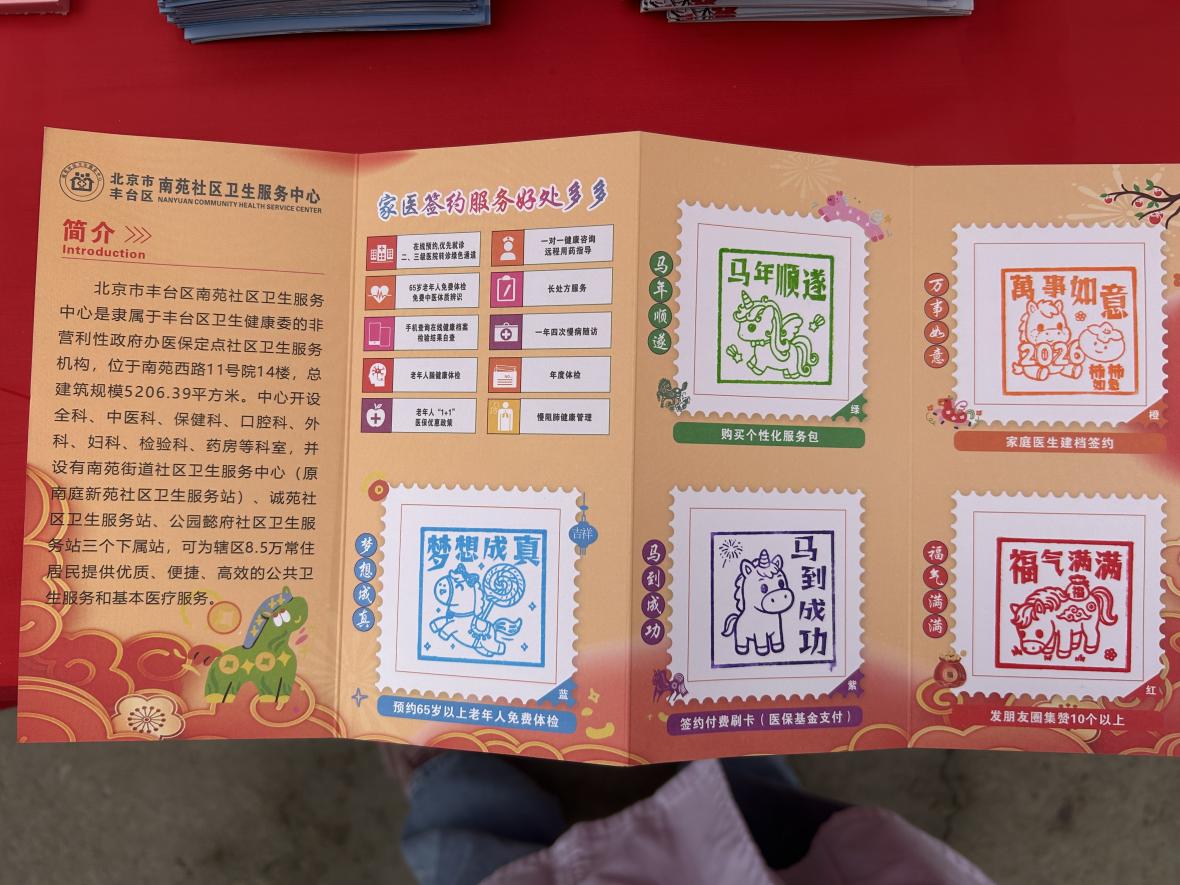 北京市
丰台区
南苑社区卫生服务中心
NANYUAN COMMUNITY HEALTH SERVICE CENTER
简介
Introduction
北京市丰台区南苑社区卫生服务
中心是隶属于丰台区卫生健康委的非
营利性政府办医保定点社区卫生服务
机构，位于南苑西路11号院14楼，总
建筑规模5206.39平方米。中心开设
全科、中医科、保健科、口腔科、外
科、妇科、检验科、药房等科室，并
设有南苑街道社区卫生服务中心（原
南庭新苑社区卫生服务站）、诚苑社
区卫生服务站、公园懿府社区卫生服
务站三个下属站，可为辖区8.5万常住
居民提供优质、便捷、高效的公共卫
生服务和基本医疗服务。
家医签约服务好处多多
在线预约,优先就诊
二、三级医院转诊绿色通道
一对一健康咨询
远程用药指导
65岁老年人免费体检
免费中医体质辨识
长处方服务
手机查询在线健康档案
检验结果自查
一年四次慢病随访
老年人脑健康体检
年度体检
老年人“1+1”
医保优惠政策
慢阻肺健康管理
梦想成真
吉祥
梦想成真
蓝
预约65岁以上老年人免费体检
马年顺遂
马年顺遂
绿
购买个性化服务包
马到成功
马到成功
紫
签约付费刷卡（医保基金支付）
万事如意
萬事如意
2026
柿柿
如意
橙
家庭医生建档签约
福气满满
福气满满
福
红
发朋友圈集赞10个以上